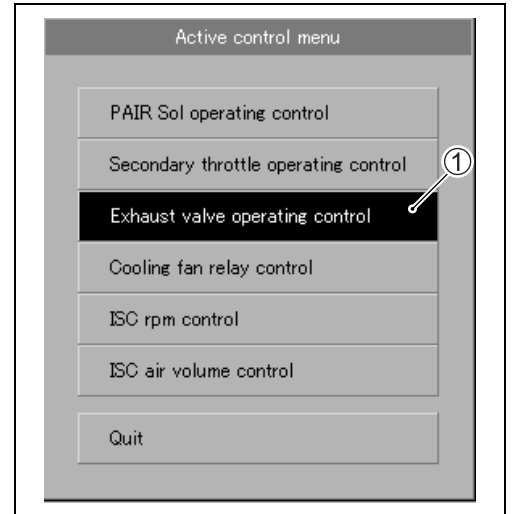 Active control menu
PAIR Sol operating control
Secondary throttle operating control
1
Exhaust valve operating control
Cooling fan relay control
ISC rpm control
ISC air volume control
Quit